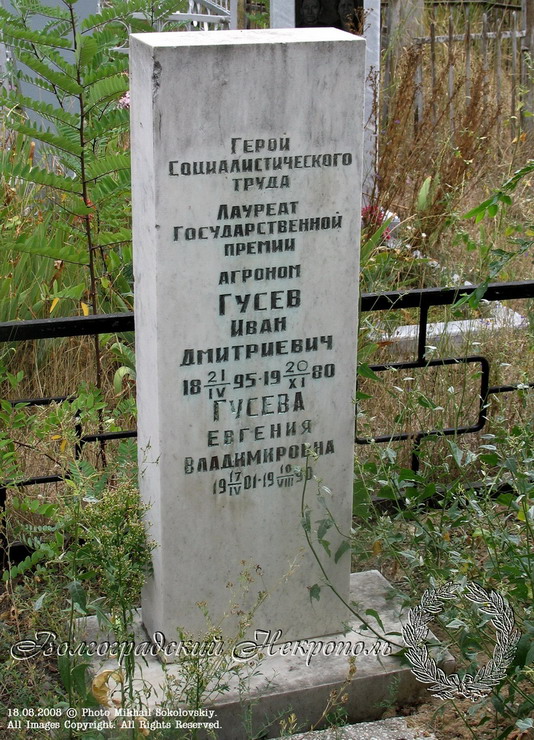 Герой
Социалистического
труда
Лауреат
Государственной
премии
агроном
Гусев
Иван
Дмитриевич
18 21/IV 95-19 20/XI 80
Гусева
Евгения
Владимировна
19 17/IV 01-19 10/VIII 90
Волгоградский Некрополь
18.08.2008 © Photo Mikhail Sokolovskiy.
All Images Copyright. All Rights Reserved.